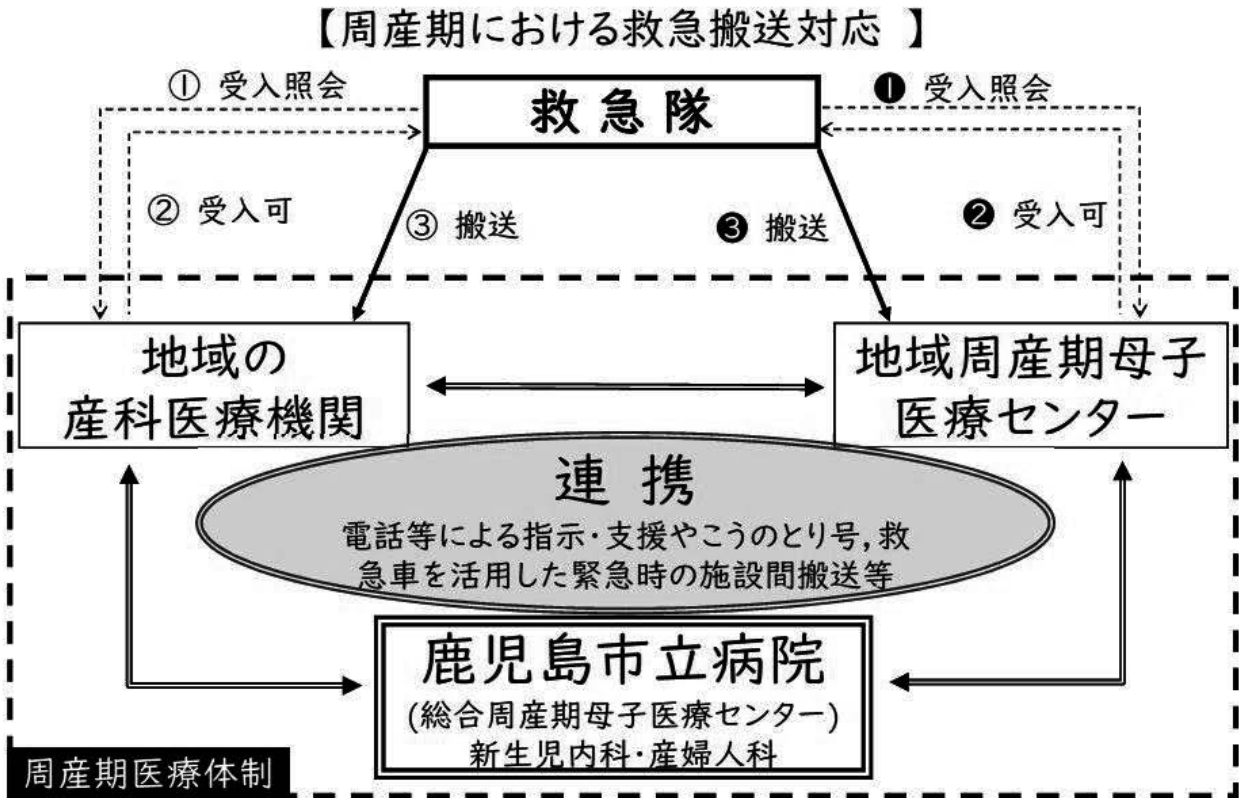 【周産期における救急搬送対応 】
① 受入照会
救急隊
❶ 受入照会
② 受入可
③ 搬送
❸ 搬送
❷ 受入可
地域の
産科医療機関
地域周産期母子
医療センター
連 携
電話等による指示・支援やこうのとり号,救
急車を活用した緊急時の施設間搬送等
鹿児島市立病院
(総合周産期母子医療センター)
新生児内科・産婦人科
周産期医療体制